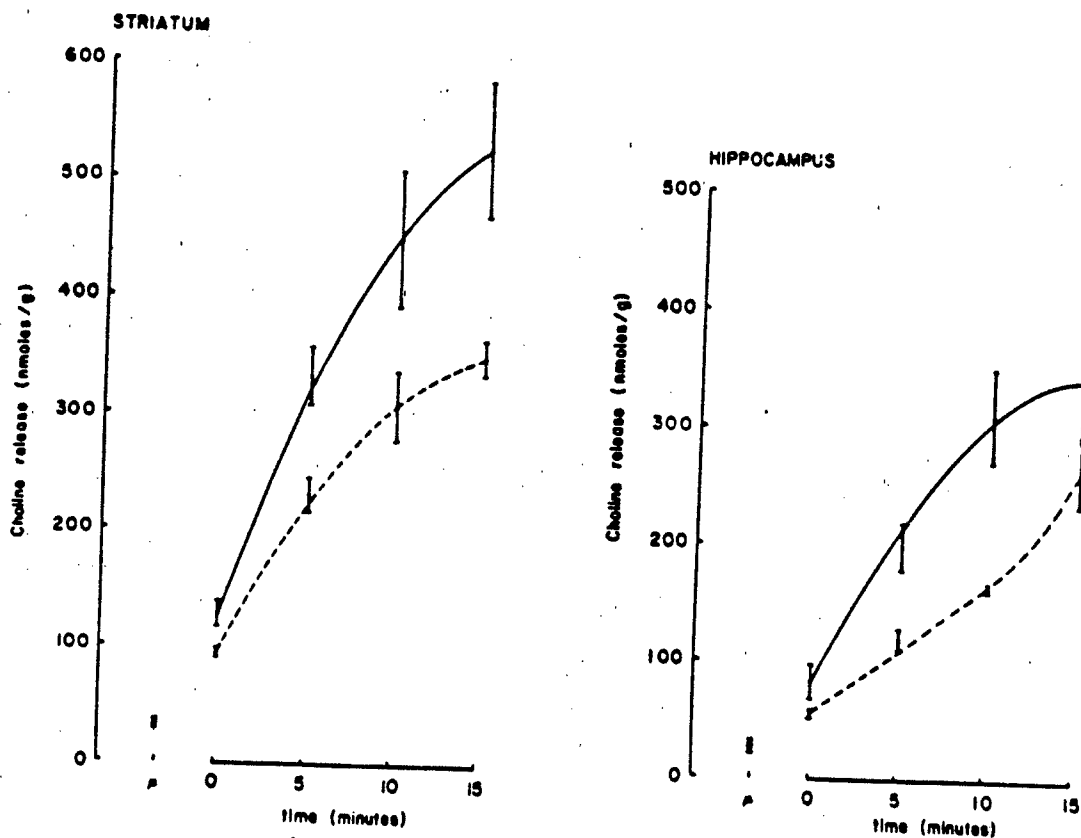 STRIATUM
600
500
400
300
200
100
0
Choline release (nmoles/g)
μ
0 5 10 15
time (minutes)
HIPPOCAMPUS
500
400
300
200
100
0
Choline release (nmoles/g)
μ
0 5 10 15
time (minutes)